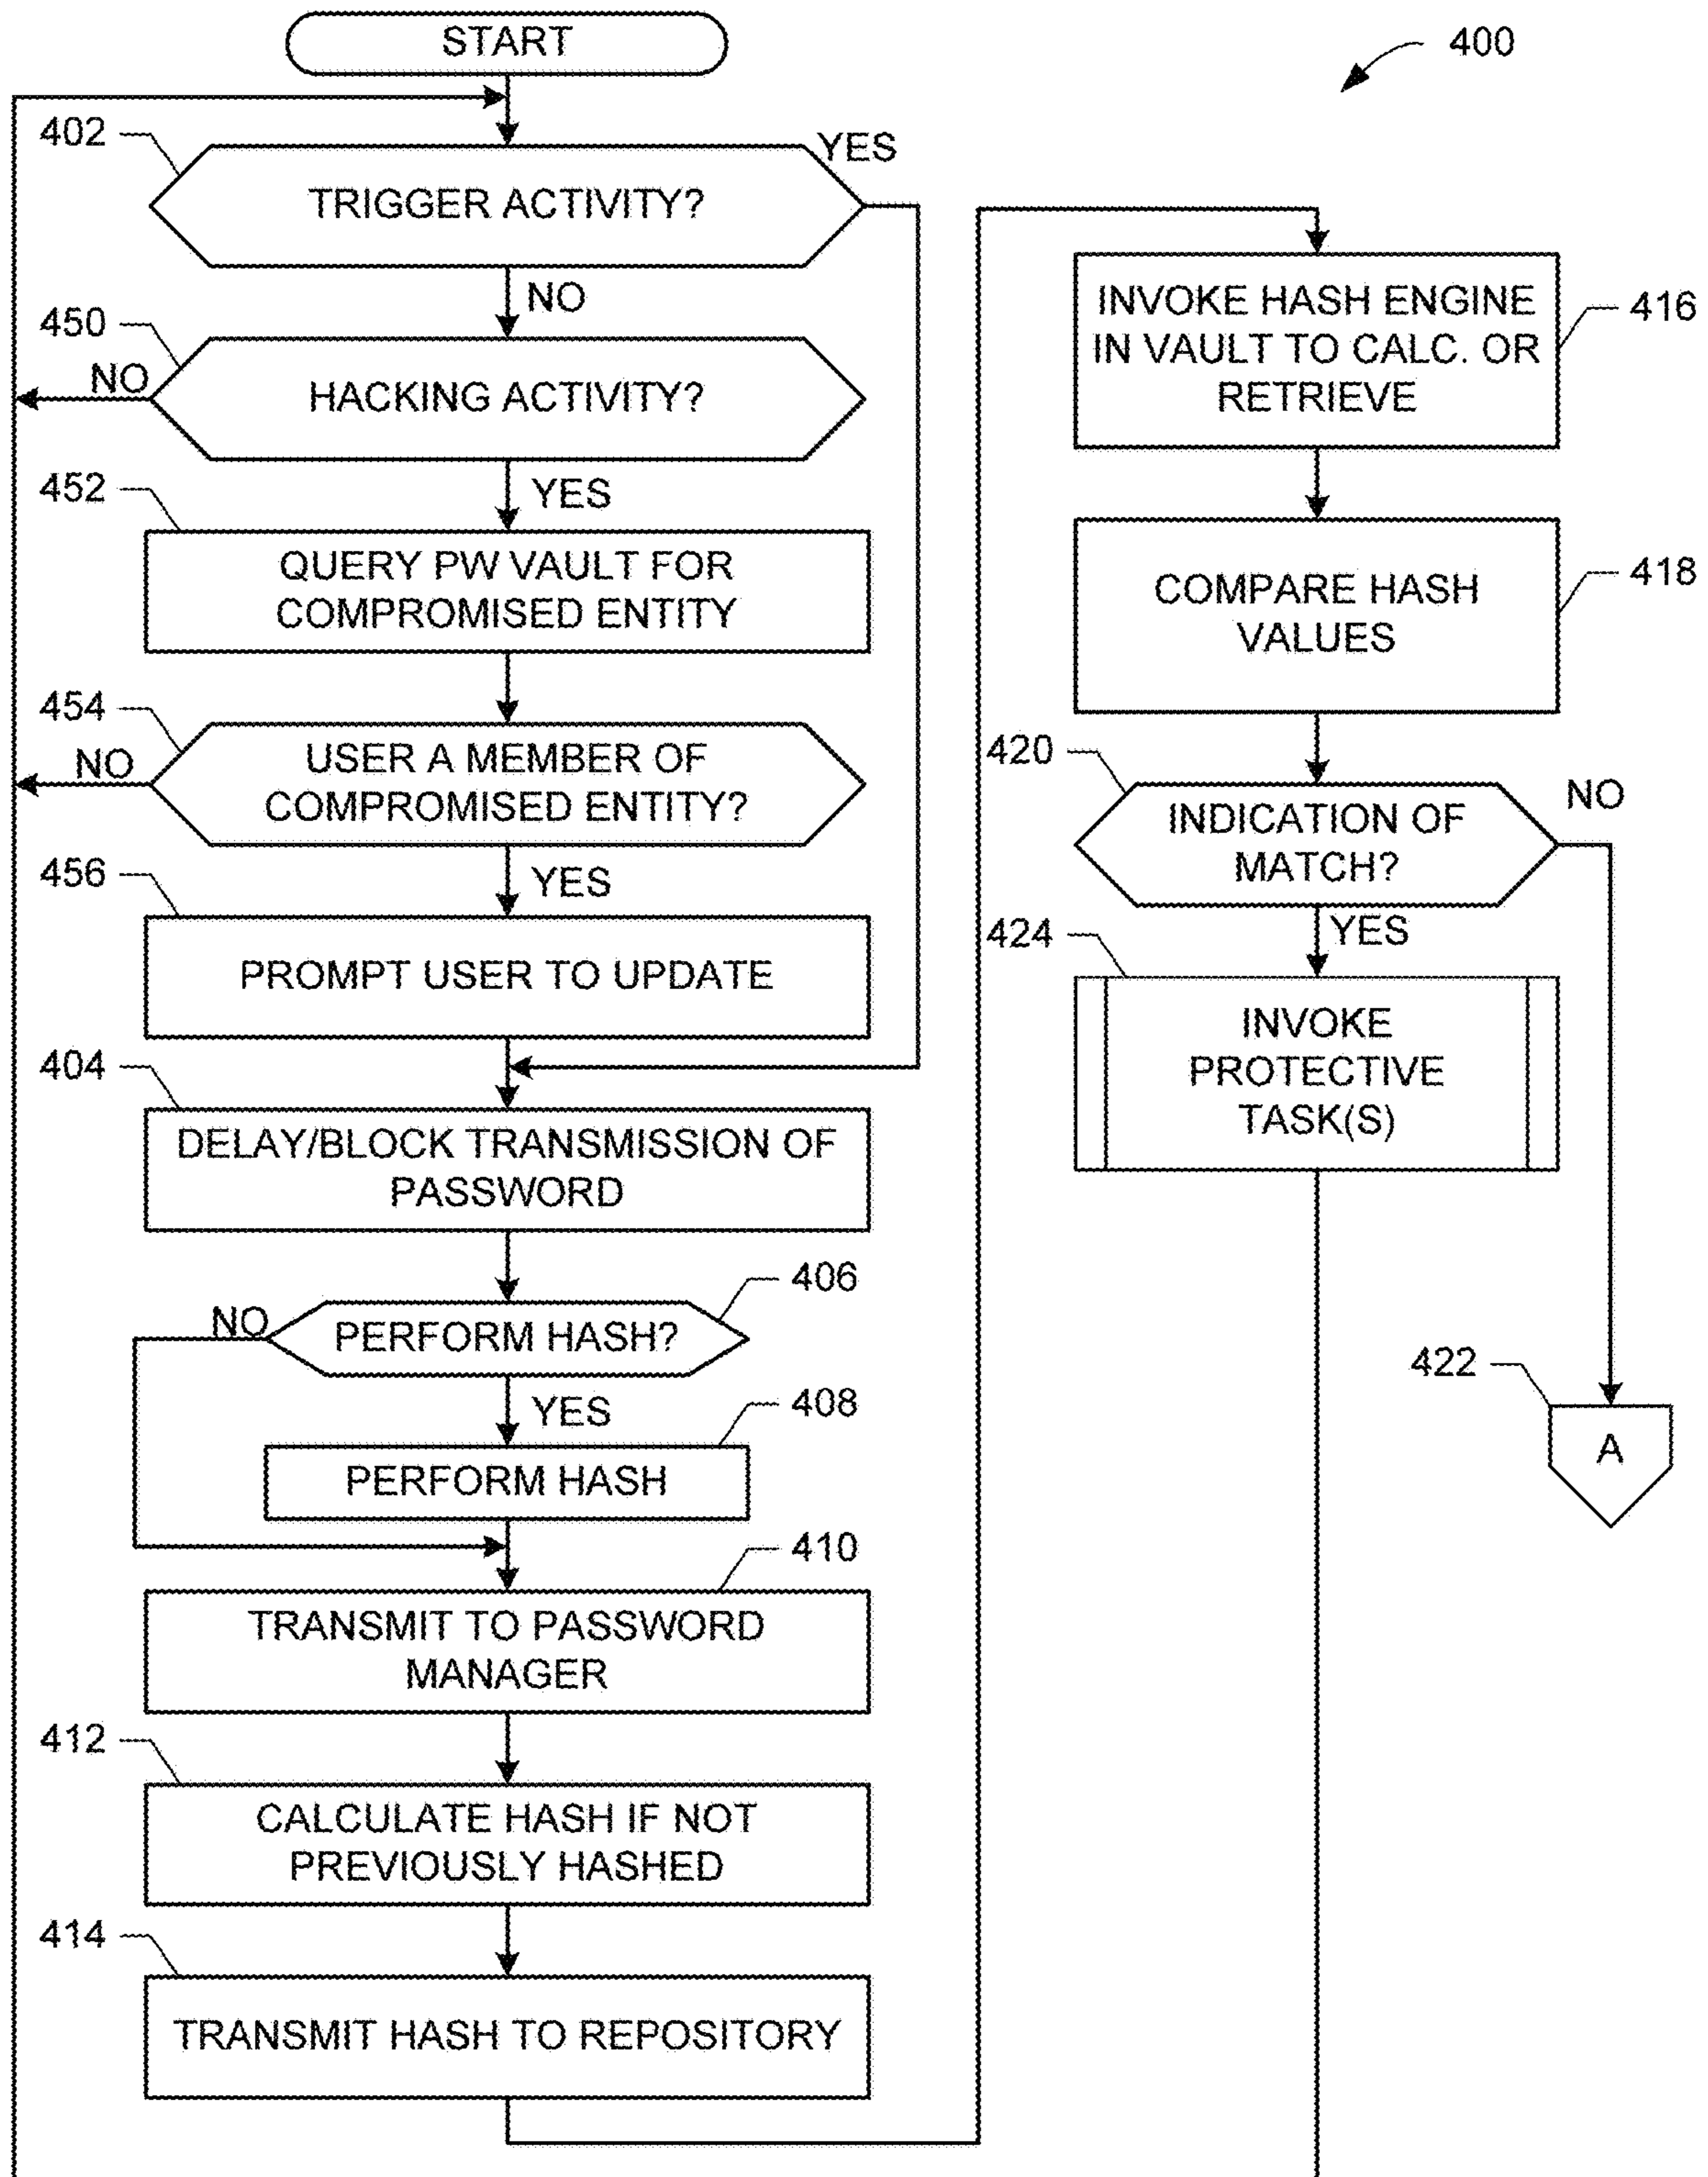 START
400
402
YES
TRIGGER ACTIVITY?
NO
450
NO
HACKING ACTIVITY?
YES
452
QUERY PW VAULT FOR
COMPROMISED ENTITY
454
NO
USER A MEMBER OF
COMPROMISED ENTITY?
YES
456
PROMPT USER TO UPDATE
404
DELAY/BLOCK TRANSMISSION OF
PASSWORD
406
NO
PERFORM HASH?
YES
408
PERFORM HASH
410
TRANSMIT TO PASSWORD
MANAGER
412
CALCULATE HASH IF NOT
PREVIOUSLY HASHED
414
TRANSMIT HASH TO REPOSITORY
INVOKE HASH ENGINE
IN VAULT TO CALC. OR
RETRIEVE
416
COMPARE HASH
VALUES
418
420
NO
INDICATION OF
MATCH?
YES
424
INVOKE
PROTECTIVE
TASK(S)
422
A